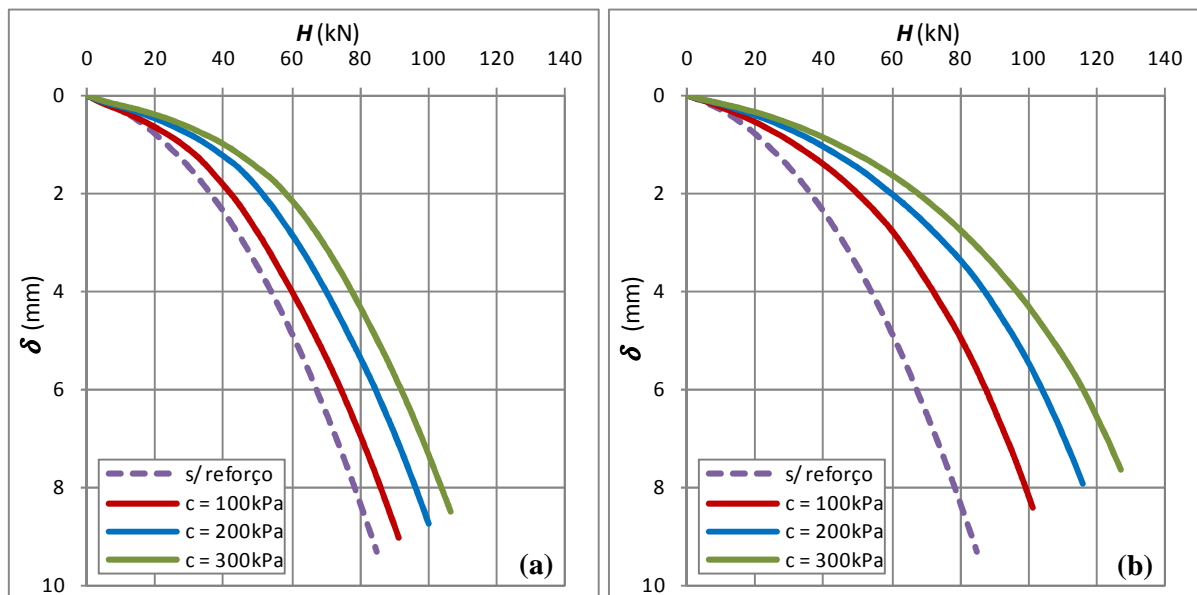 H (kN)
0 20 40 60 80 100 120 140
0
2
4
6
8
10
δ (mm)
s/ reforço
c = 100kPa
c = 200kPa
c = 300kPa
(a)
H (kN)
0 20 40 60 80 100 120 140
0
2
4
6
8
10
δ (mm)
s/ reforço
c = 100kPa
c = 200kPa
c = 300kPa
(b)